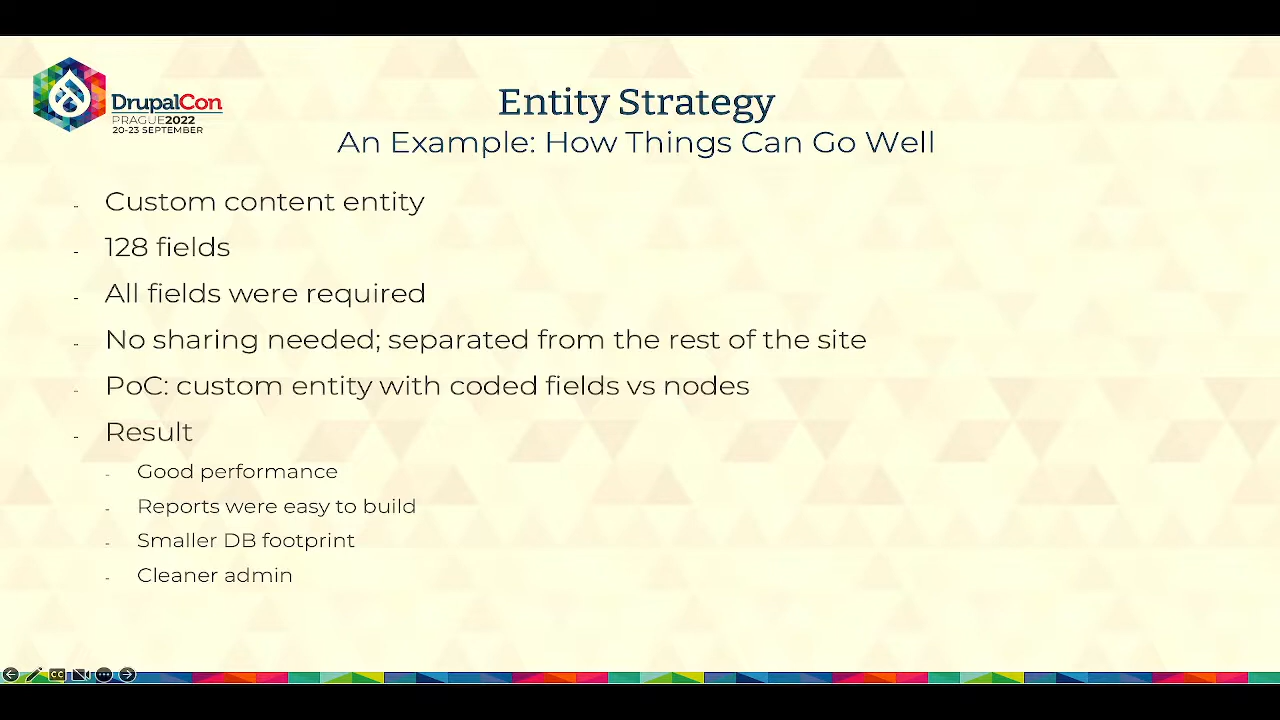 DrupalCon
PRAGUE2022
20-23 SEPTEMBER
Entity Strategy
An Example: How Things Can Go Well
- Custom content entity
- 128 fields
- All fields were required
- No sharing needed; separated from the rest of the site
- PoC: custom entity with coded fields vs nodes
- Result
- Good performance
- Reports were easy to build
- Smaller DB footprint
- Cleaner admin
CC